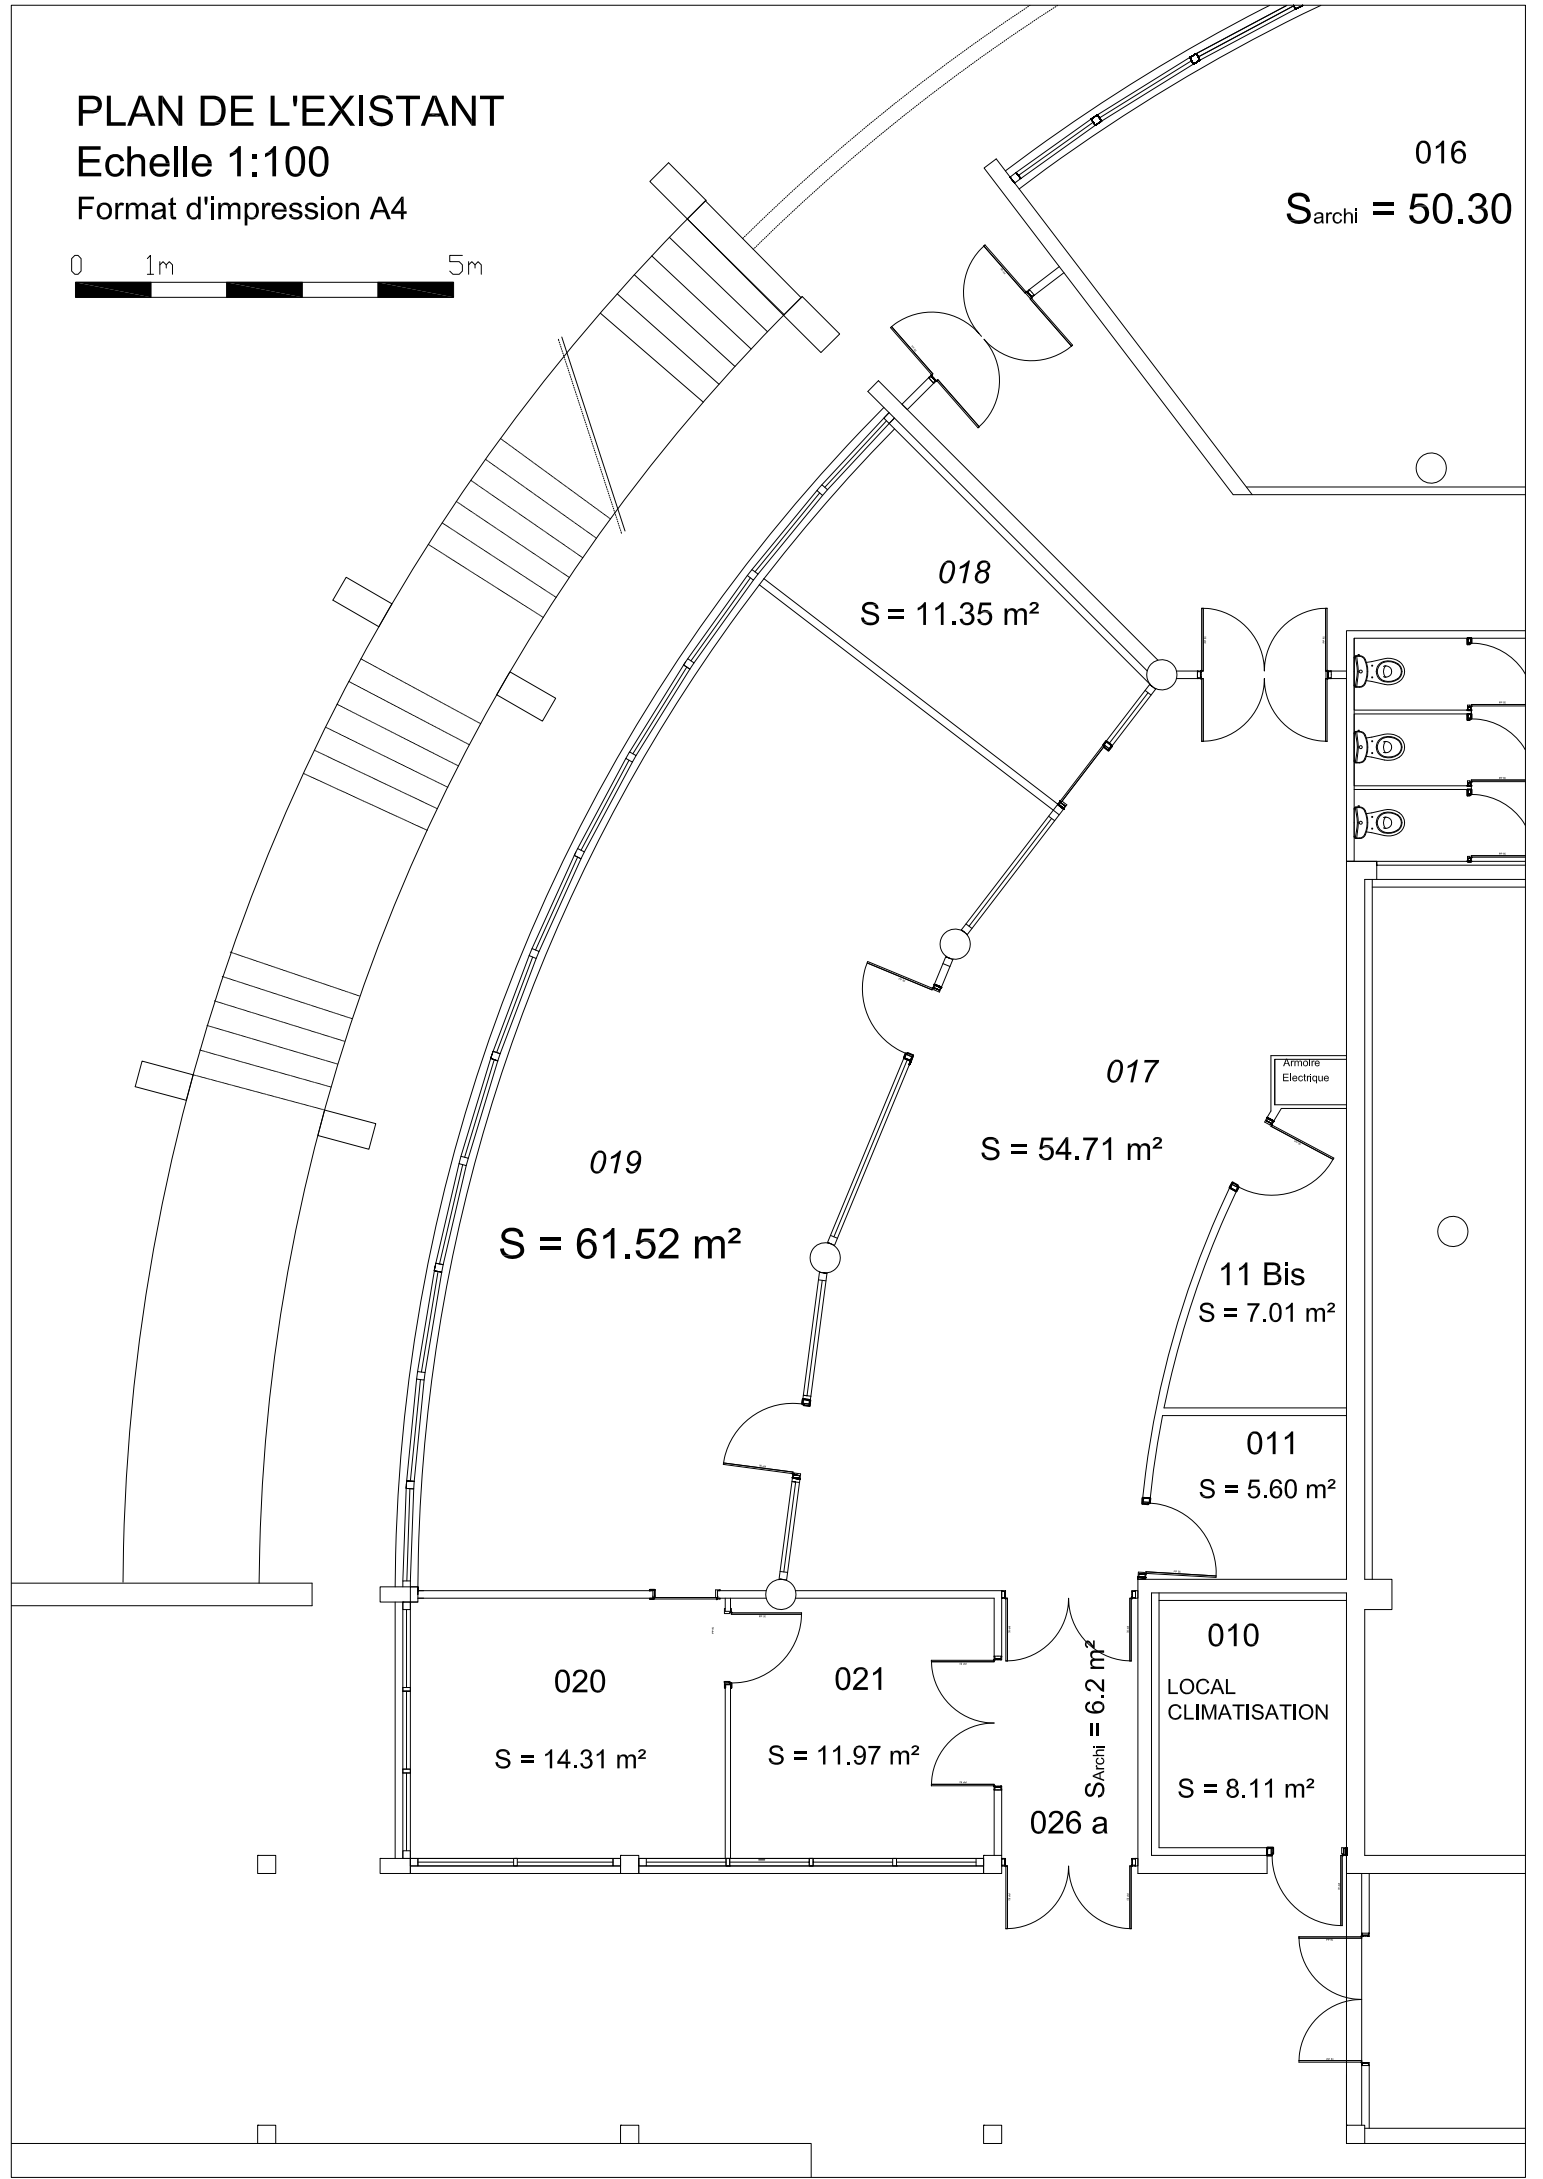 PLAN DE L'EXISTANT
Echelle 1:100
Format d'impression A4
0 1m 5m
016
Sarchi = 50.30
018
S = 11.35 m²
017
S = 54.71 m²
Armoire
Electrique
019
S = 61.52 m²
11 Bis
S = 7.01 m²
011
S = 5.60 m²
020
S = 14.31 m²
021
S = 11.97 m²
SArchi = 6.2 m²
026 a
010
LOCAL
CLIMATISATION
S = 8.11 m²